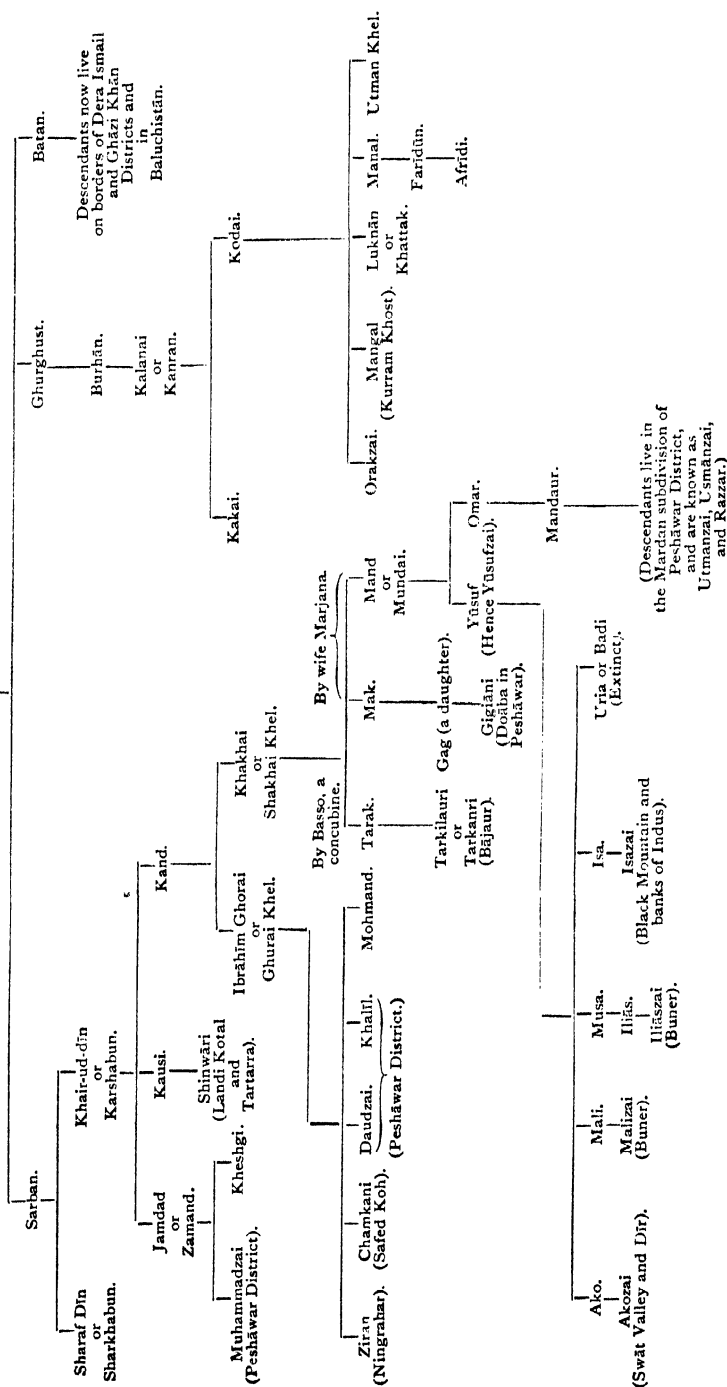 Sarban.
Ghurghust.
Batan.
Sharaf Dīn
or
Sharkhabun.
Khair-ud-dīn
or
Karshabun.
Burhān.
Kalanai
or
Kanran.
Descendants now live
on borders of Dera Ismail
and Ghāzi Khān
Districts and
in
Baluchistān.
Jamdad
or
Zamand.
Kausi.
Kand.
Kakai.
Kodai.
Muhammadzai
(Peshāwar District).
Kheshgi.
Shinwāri
(Landi Kotal
and
Tartarra).
Ibrāhīm Ghorai
or
Ghurai Khel.
Khakhai
or
Shakhai Khel.
By Basso, a
concubine.
By wife Marjana.
Ziran
(Ningrahar).
Chamkani
(Safed Koh).
Daudzai.
Khalīl.
(Peshāwar District.)
Mohmand.
Tarak.
Mak.
Mand
or
Mundai.
Orakzai.
Mangal
(Kurram Khost).
Luknān
or
Khattak.
Manal.
Utman Khel.
Farīdūn.
Afrīdi.
Tarkilauri
or
Tarkanri
(Bājaur).
Gag (a daughter).
Gigiāni
(Doāba in
Peshāwar).
Yūsuf
(Hence Yūsufzai).
Omar.
Mandaur.
(Descendants live in
the Mardan subdivision of
Peshāwar District,
and are known as
Utmanzai, Usmānzai,
and Razzar.)
Ako.
Akozai
(Swāt Valley and Dīr).
Mali.
Malizai
(Buner).
Musa.
Iliās.
Iliāszai
(Buner).
Isa.
Isazai
(Black Mountain and
banks of Indus).
Uria or Badi
(Extinct).